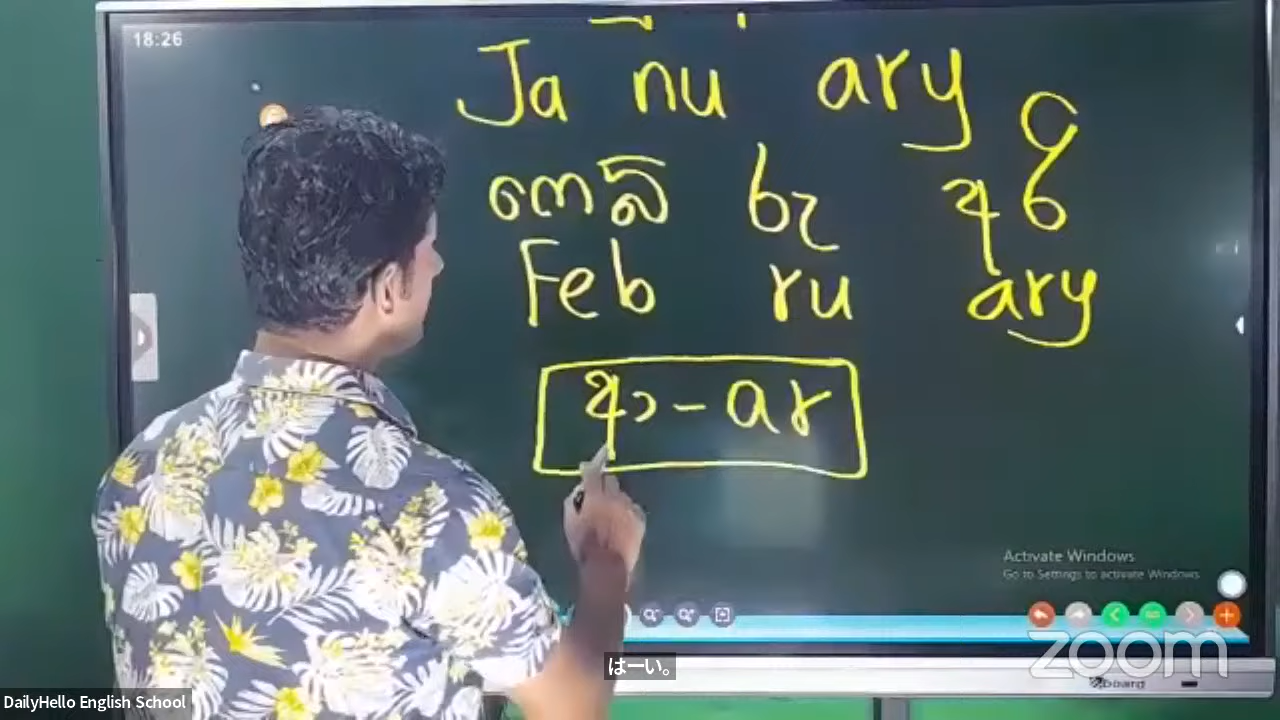 18:26
Ja nu ary
ෆෙබ් රු අරි
Feb ru ary
ආ - ar
Activate Windows
Go to Settings to activate Windows
zoom
はーい。
DailyHello English School